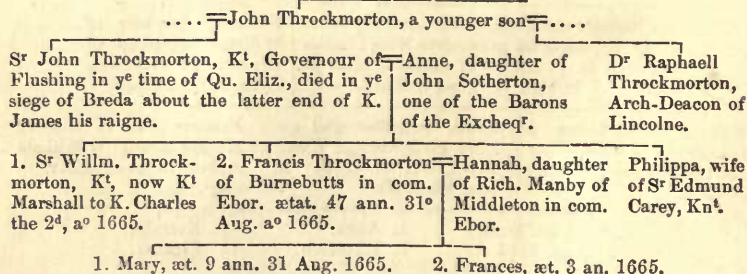 .... John Throckmorton, a younger son ....
Sʳ John Throckmorton, Kᵗ, Governour of
Flushing in yᵉ time of Qu. Eliz., died in yᵉ
siege of Breda about the latter end of K.
James his raigne.
Anne, daughter of
John Sotherton,
one of the Barons
of the Excheqʳ.
Dʳ Raphaell
Throckmorton,
Arch-Deacon of
Lincolne.
1. Sʳ Willm. Throck-
morton, Kᵗ, now Kᵗ
Marshall to K. Charles
the 2ᵈ, aº 1665.
2. Francis Throckmorton
of Burnebutts in com.
Ebor. ætat. 47 ann. 31º
Aug. aº 1665.
Hannah, daughter
of Rich. Manby of
Middleton in com.
Ebor.
Philippa, wife
of Sʳ Edmund
Carey, Knᵗ.
1. Mary, æt. 9 ann. 31 Aug. 1665. 2. Frances, æt. 3 an. 1665.